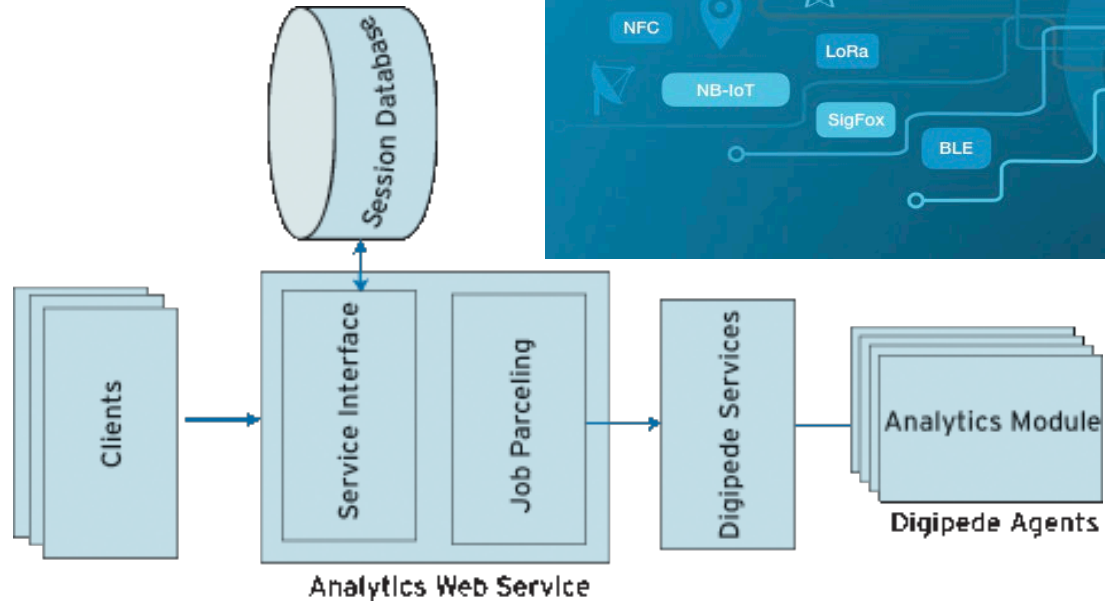 NFC
LoRa
NB-IoT
SigFox
BLE
Session Database
Clients
Service Interface
Job Parceling
Digipede Services
Analytics Module
Digipede Agents
Analytics Web Service